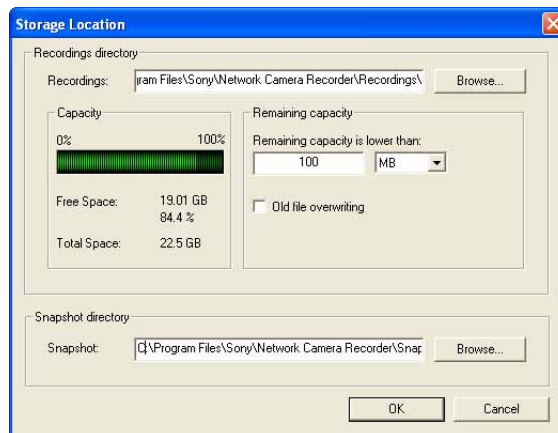 Storage Location
Recordings directory
Recordings: ram Files\Sony\Network Camera Recorder\Recordings\ Browse...
Capacity
0% 100%
Free Space: 19.01 GB
84.4 %
Total Space: 22.5 GB
Remaining capacity
Remaining capacity is lower than:
100 MB
Old file overwriting
Snapshot directory
Snapshot: C:\Program Files\Sony\Network Camera Recorder\Snap Browse...
OK Cancel